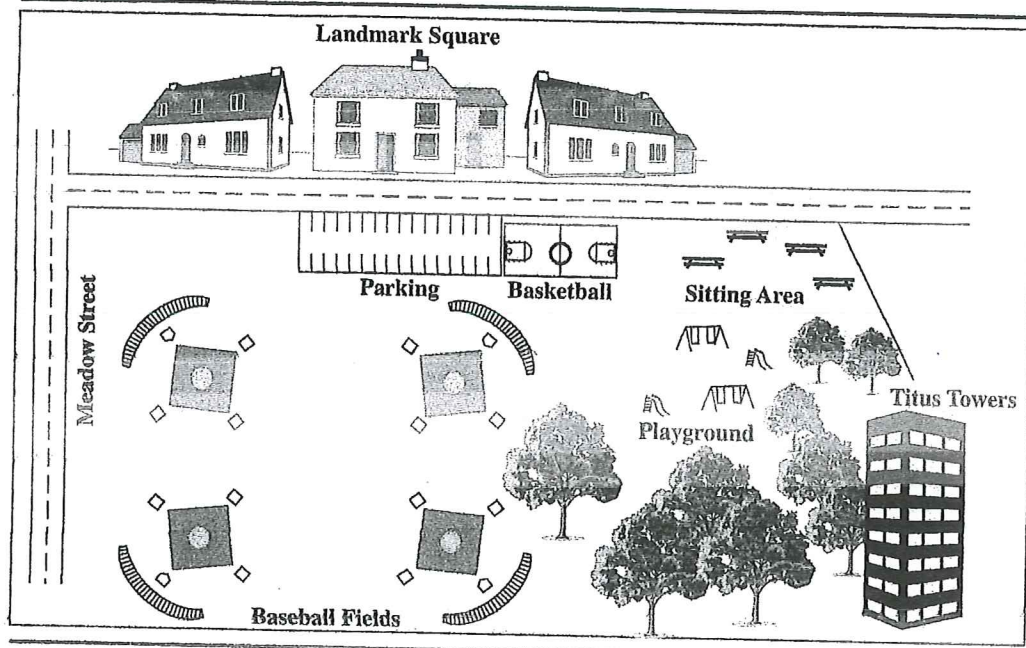 Landmark Square
Meadow Street
Parking
Basketball
Sitting Area
Titus Towers
Playground
Baseball Fields